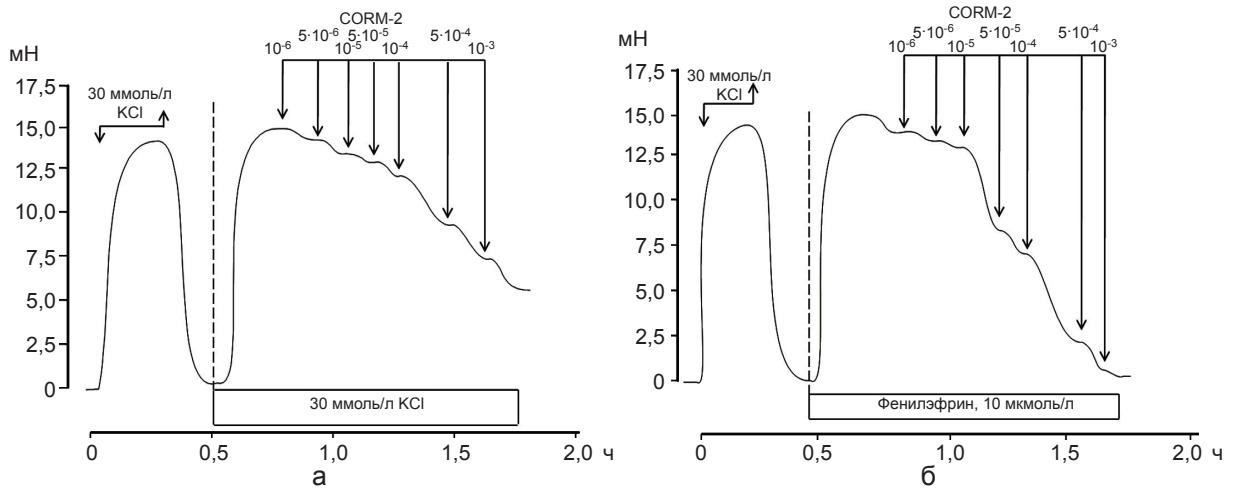 CORM-2
5·10⁻⁶ 5·10⁻⁵ 5·10⁻⁴
10⁻⁶ 10⁻⁵ 10⁻⁴ 10⁻³
мН
17,5
15,0
12,5
10,0
7,5
5,0
2,5
0
30 ммоль/л
KCl
30 ммоль/л KCl
0 0,5 1,0 1,5 2,0 ч
а
CORM-2
5·10⁻⁶ 5·10⁻⁵ 5·10⁻⁴
10⁻⁶ 10⁻⁵ 10⁻⁴ 10⁻³
мН
17,5
15,0
12,5
10,0
7,5
5,0
2,5
0
30 ммоль/л
KCl
Фенилэфрин, 10 мкмоль/л
0 0,5 1,0 1,5 2,0 ч
б